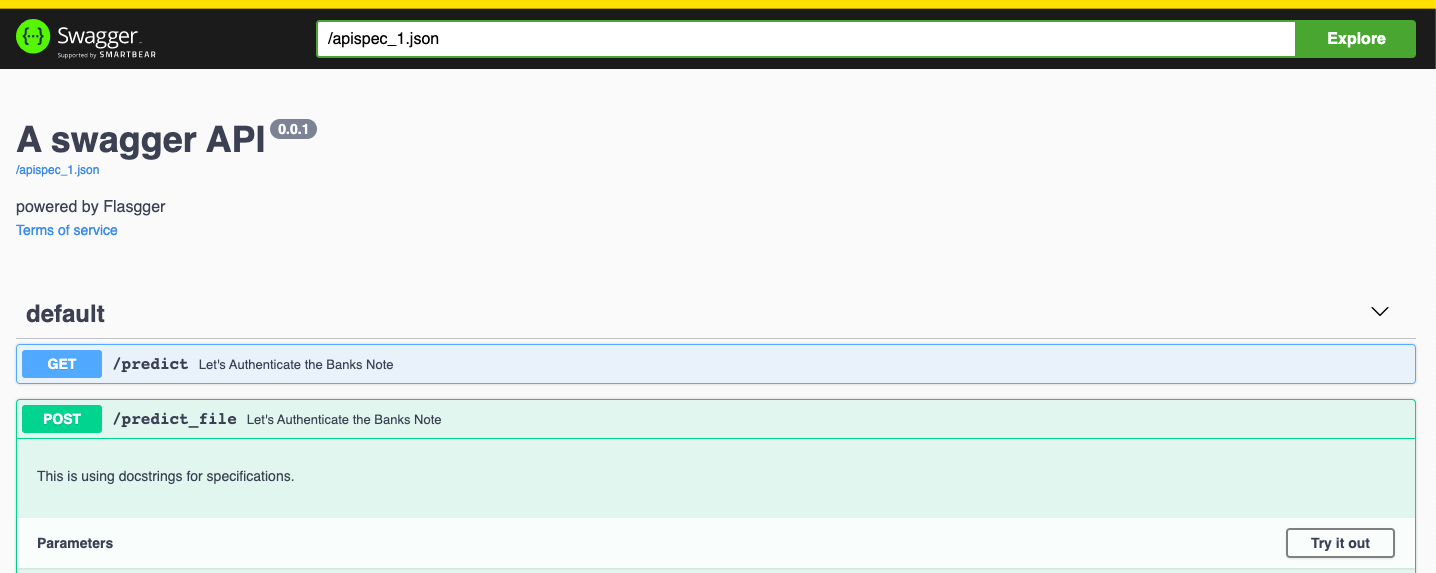 {···} Swagger™
Supported by SMARTBEAR
/apispec_1.json
Explore
A swagger API 0.0.1
/apispec_1.json
powered by Flasgger
Terms of service
default
GET /predict Let's Authenticate the Banks Note
POST /predict_file Let's Authenticate the Banks Note
This is using docstrings for specifications.
Parameters
Try it out